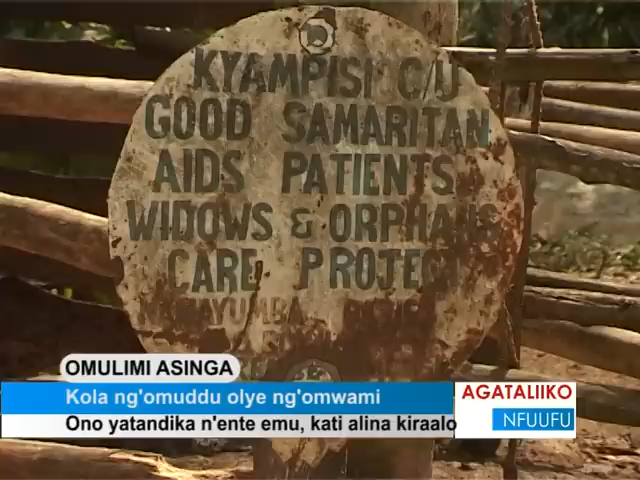 KYAMPISI C/U
GOOD SAMARITAN
AIDS PATIENTS
WIDOWS & ORPHANS
CARE PROJECT
OMULIMI ASINGA
Kola ng'omuddu olye ng'omwami
Ono yatandika n'ente emu, kati alina kiraalo
AGATALIIKO
NFUUFU